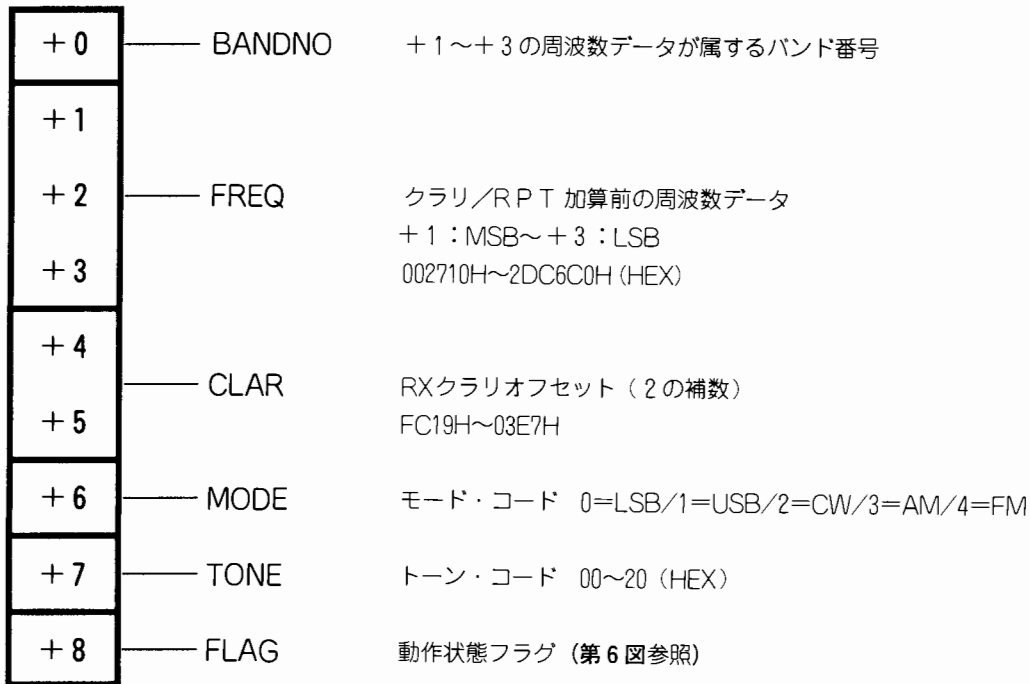 +0 BANDNO +1～+3の周波数データが属するバンド番号
+1
+2 FREQ クラリ／RPT 加算前の周波数データ
+1：MSB～+3：LSB
+3 002710H～2DC6C0H (HEX)
+4
CLAR RXクラリオフセット（2の補数）
+5 FC19H～03E7H
+6 MODE モード・コード 0=LSB/1=USB/2=CW/3=AM/4=FM
+7 TONE トーン・コード 00～20 (HEX)
+8 FLAG 動作状態フラグ (第6図参照)